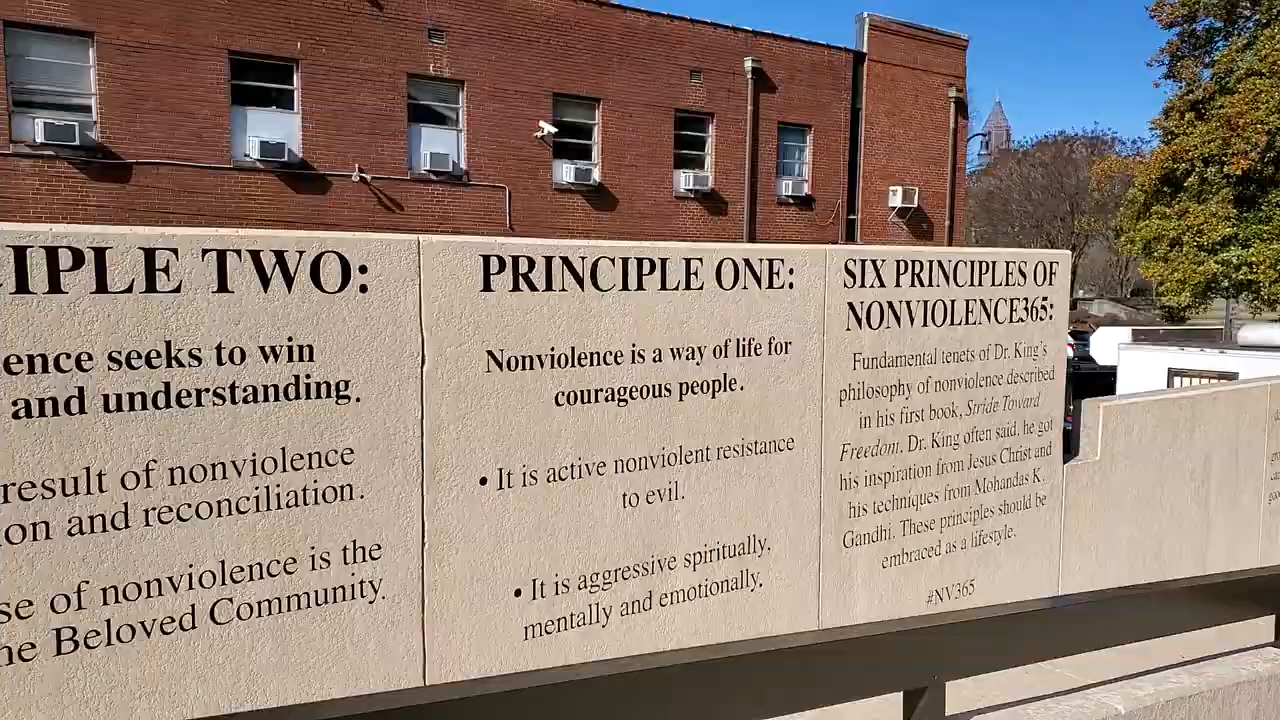 IPLE TWO:
ence seeks to win
and understanding.
result of nonviolence
on and reconciliation.
se of nonviolence is the
he Beloved Community.
PRINCIPLE ONE:
Nonviolence is a way of life for
courageous people.
• It is active nonviolent resistance
to evil.
• It is aggressive spiritually,
mentally and emotionally.
SIX PRINCIPLES OF
NONVIOLENCE365:
Fundamental tenets of Dr. King's
philosophy of nonviolence described
in his first book, Stride Toward
Freedom. Dr. King often said, he got
his inspiration from Jesus Christ and
his techniques from Mohandas K.
Gandhi. These principles should be
embraced as a lifestyle.
#NV365